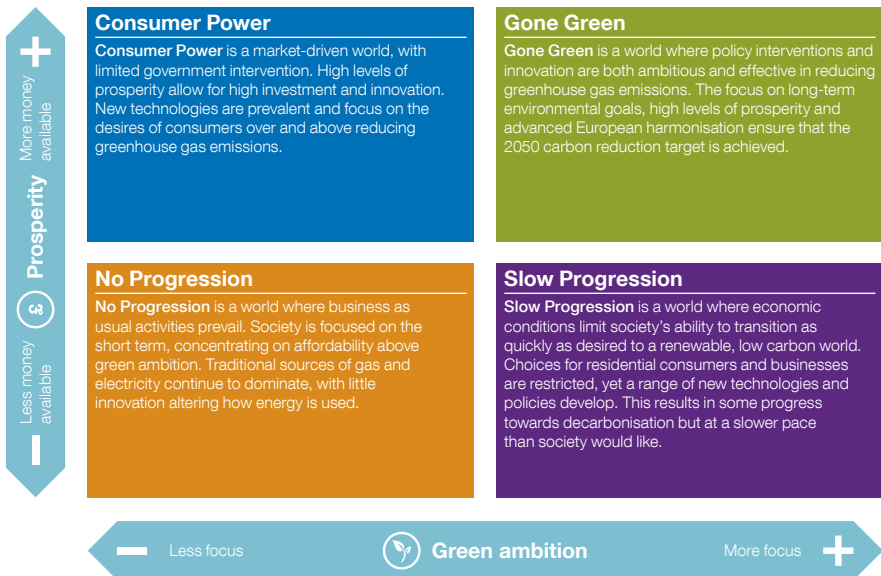 Consumer Power
Consumer Power is a market-driven world, with
limited government intervention. High levels of
prosperity allow for high investment and innovation.
New technologies are prevalent and focus on the
desires of consumers over and above reducing
greenhouse gas emissions.
Gone Green
Gone Green is a world where policy interventions and
innovation are both ambitious and effective in reducing
greenhouse gas emissions. The focus on long-term
environmental goals, high levels of prosperity and
advanced European harmonisation ensure that the
2050 carbon reduction target is achieved.
More money
available
Prosperity
£
Less money
available
No Progression
No Progression is a world where business as
usual activities prevail. Society is focused on the
short term, concentrating on affordability above
green ambition. Traditional sources of gas and
electricity continue to dominate, with little
innovation altering how energy is used.
Slow Progression
Slow Progression is a world where economic
conditions limit society's ability to transition as
quickly as desired to a renewable, low carbon world.
Choices for residential consumers and businesses
are restricted, yet a range of new technologies and
policies develop. This results in some progress
towards decarbonisation but at a slower pace
than society would like.
Less focus
Green ambition
More focus